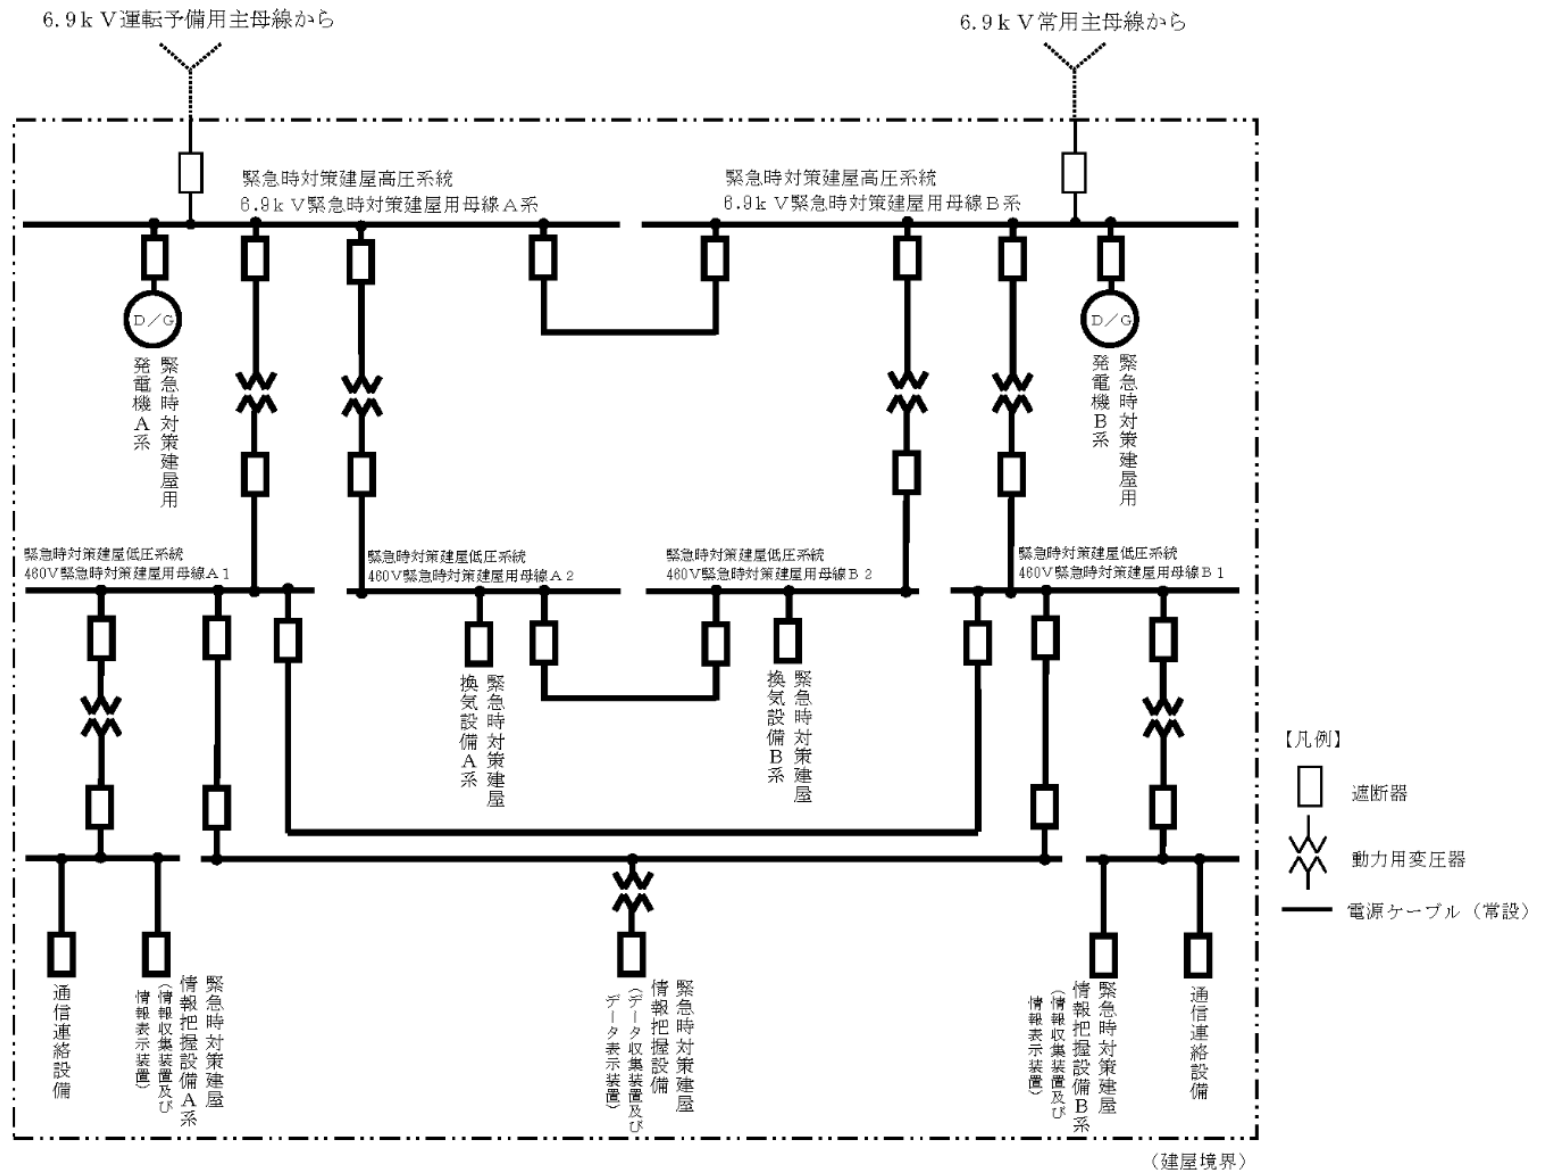 6.9kV運転予備用主母線から
6.9kV常用主母線から
緊急時対策建屋高圧系統
6.9kV緊急時対策建屋用母線A系
緊急時対策建屋高圧系統
6.9kV緊急時対策建屋用母線B系
D/G
緊急時対策建屋用
発電機A系
D/G
緊急時対策建屋用
発電機B系
緊急時対策建屋低圧系統
460V緊急時対策建屋用母線A1
緊急時対策建屋低圧系統
460V緊急時対策建屋用母線A2
緊急時対策建屋低圧系統
460V緊急時対策建屋用母線B2
緊急時対策建屋低圧系統
460V緊急時対策建屋用母線B1
緊急時対策建屋
換気設備A系
緊急時対策建屋
換気設備B系
通信連絡設備
緊急時対策建屋
情報把握設備A系
(情報収集装置及び
情報表示装置)
緊急時対策建屋
情報把握設備
(データ収集装置及び
データ表示装置)
緊急時対策建屋
情報把握設備B系
(情報収集装置及び
情報表示装置)
通信連絡設備
【凡例】
遮断器
動力用変圧器
電源ケーブル(常設)
(建屋境界)